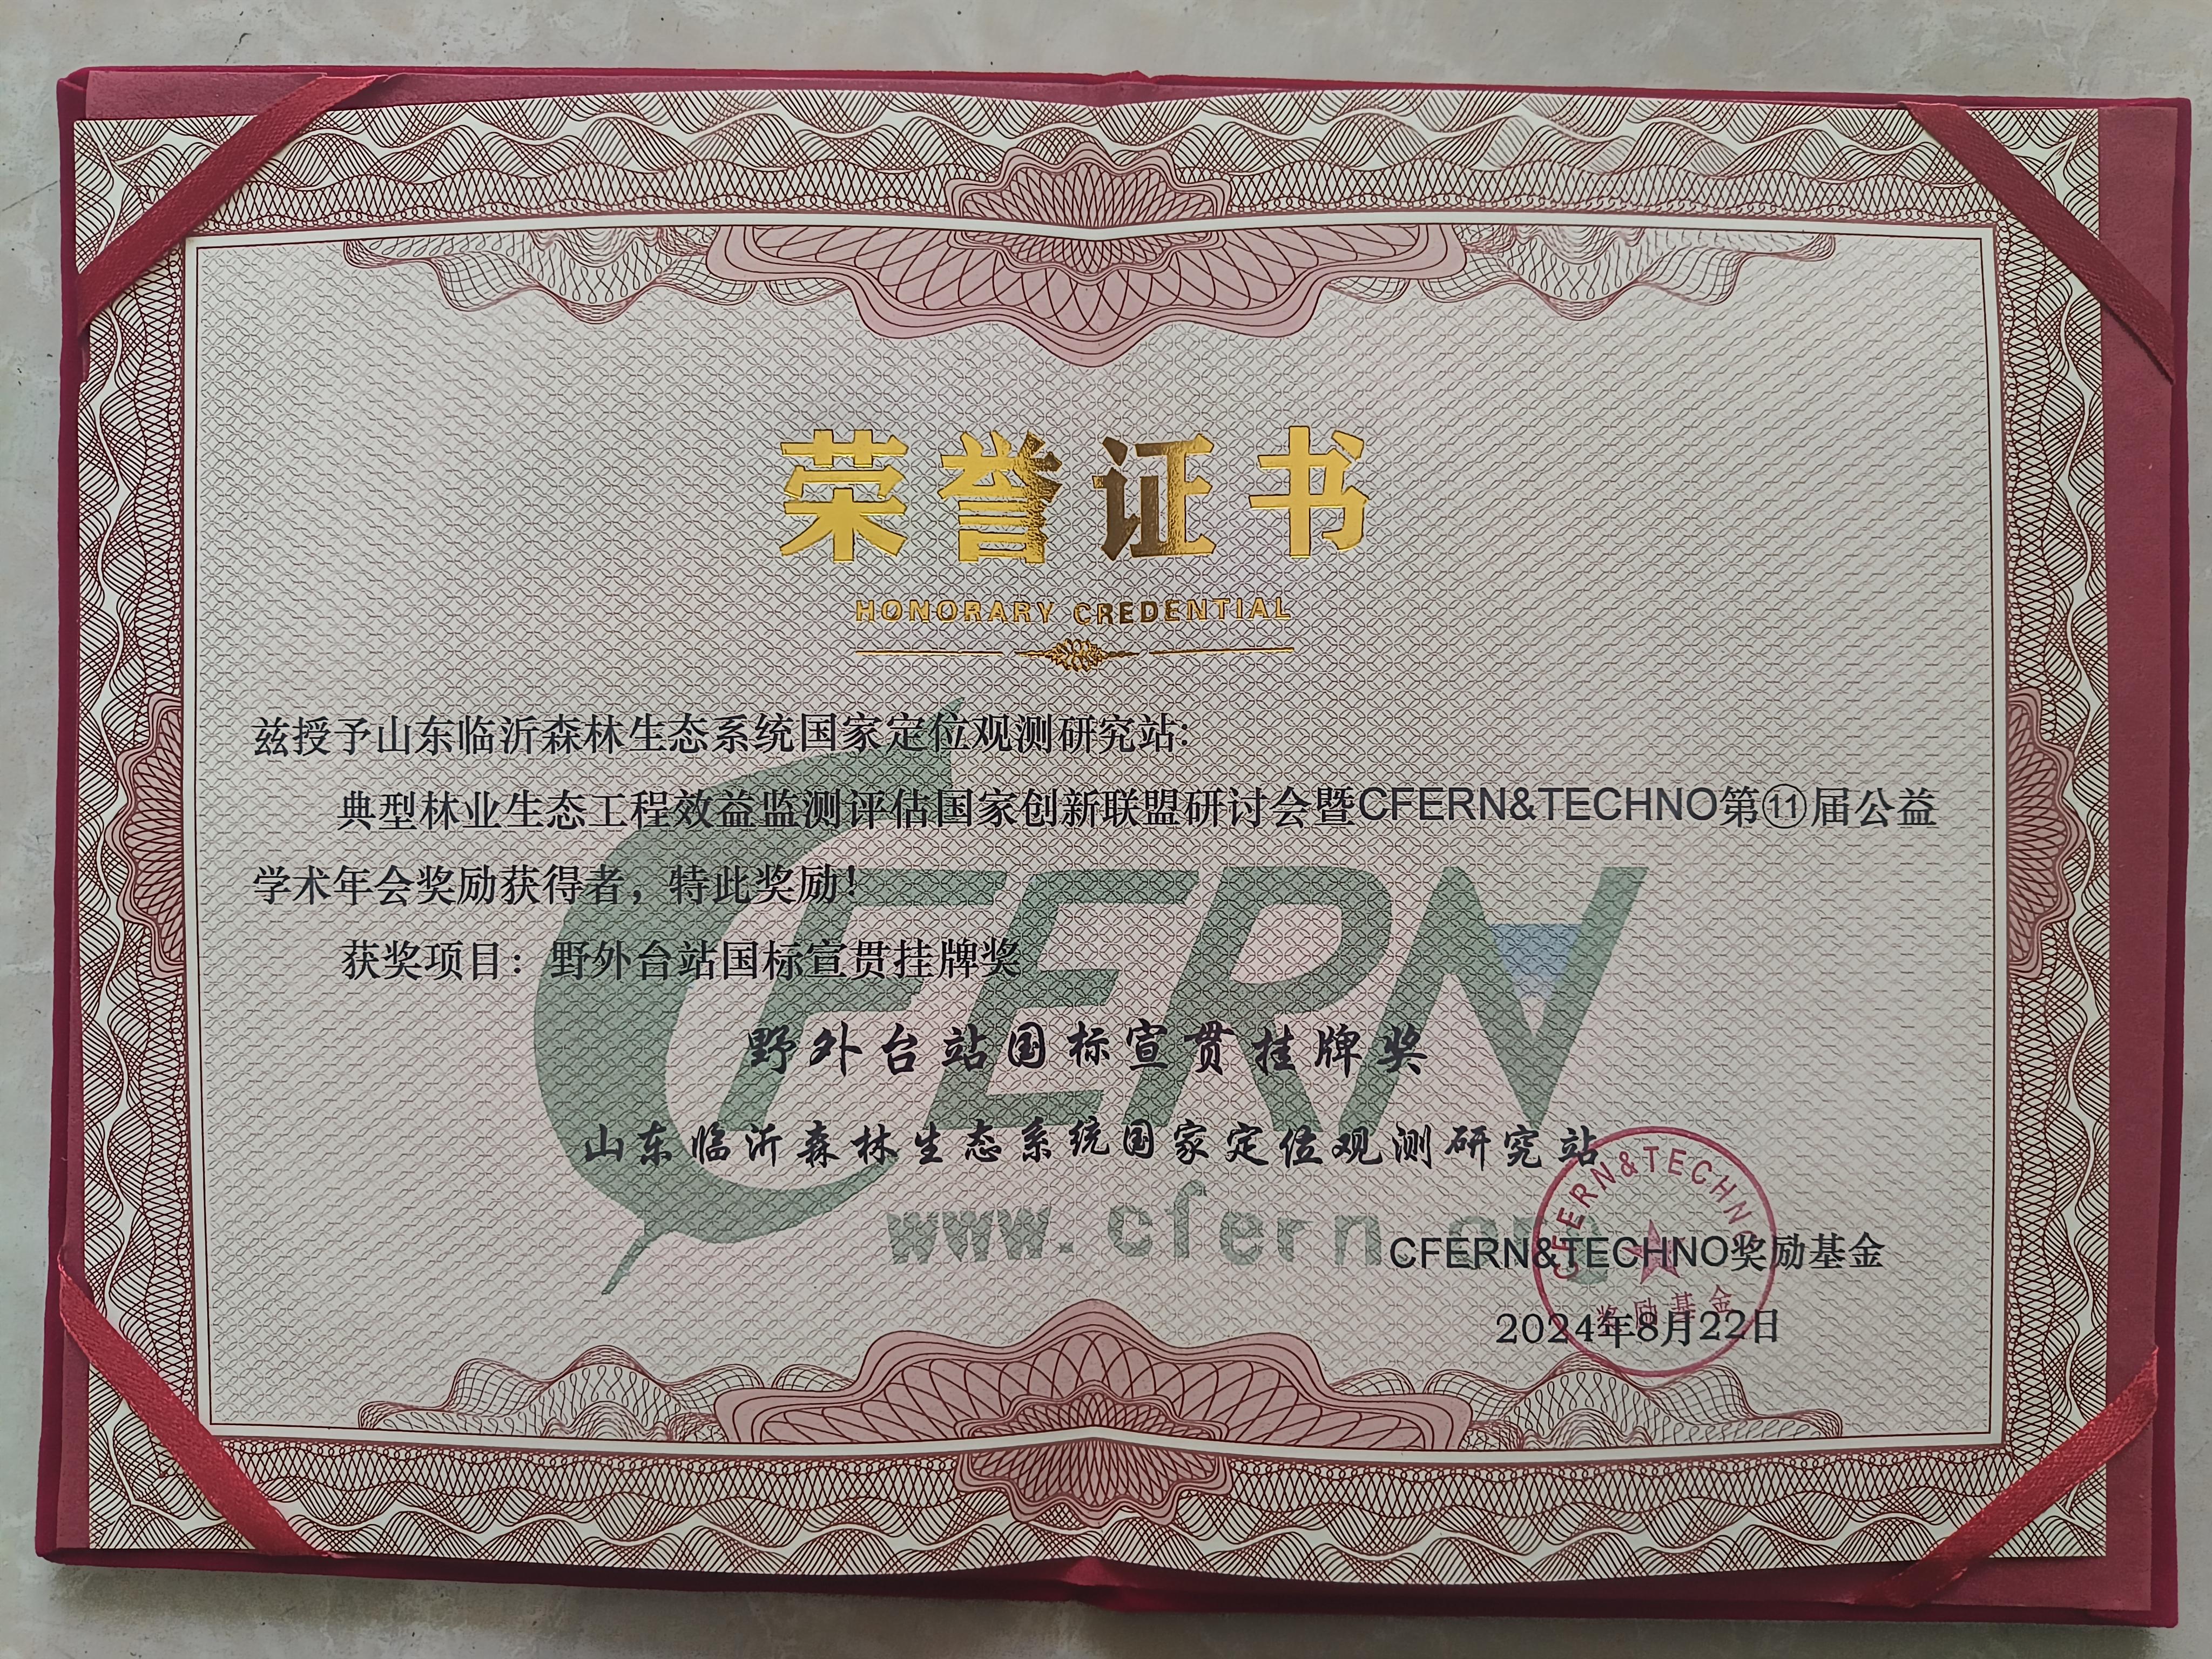 荣誉证书
HONORARY CREDENTIAL
兹授予山东临沂森林生态系统国家定位观测研究站:
典型林业生态工程效益监测评估国家创新联盟研讨会暨CFERN&TECHNO第⑪届公益
学术年会奖励获得者，特此奖励！
获奖项目：野外台站国标宣贯挂牌奖
野外台站国标宣贯挂牌奖
山东临沂森林生态系统国家定位观测研究站
CFERN
www.cfern.org
CFERN&TECHNO奖励基金
2024年8月22日
CFERN&TECHNO
奖励基金